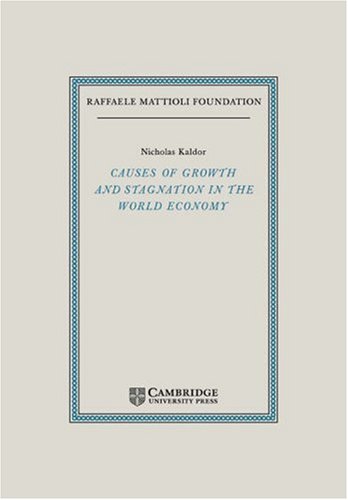 RAFFAELE MATTIOLI FOUNDATION
Nicholas Kaldor
CAUSES OF GROWTH
AND STAGNATION IN THE
WORLD ECONOMY
CAMBRIDGE
UNIVERSITY PRESS